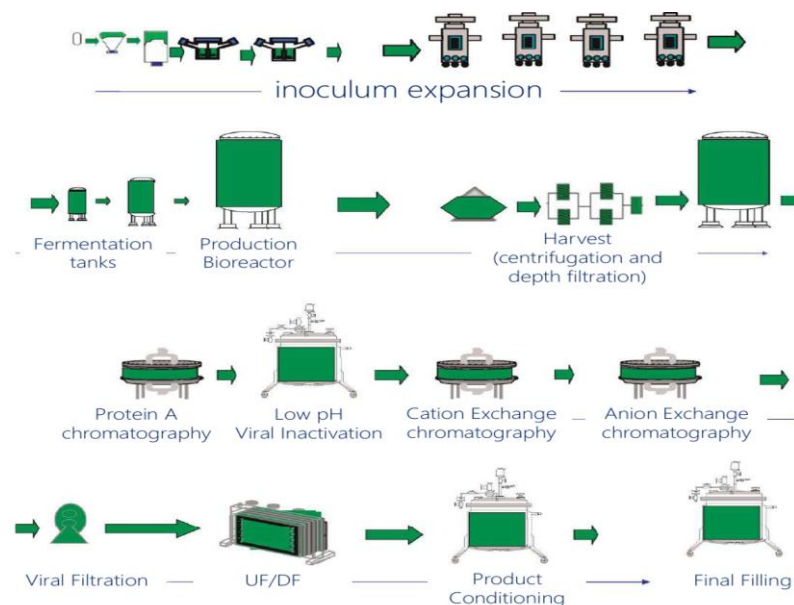 inoculum expansion
Fermentation
tanks
Production
Bioreactor
Harvest
(centrifugation and
depth filtration)
Protein A
chromatography
Low pH
Viral Inactivation
Cation Exchange
chromatography
Anion Exchange
chromatography
Viral Filtration
UF/DF
Product
Conditioning
Final Filling